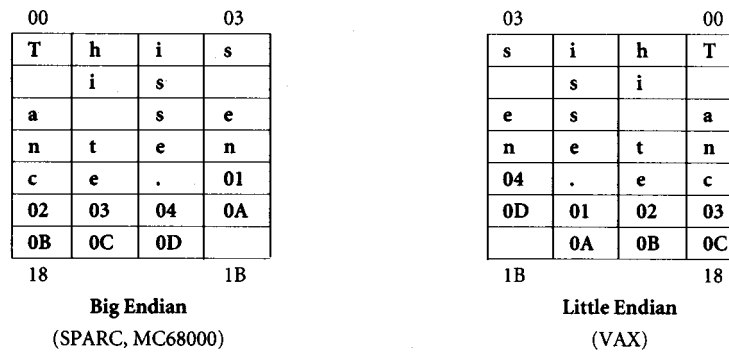 00 03 03 00
T h i s s i h T
i s s i
a s e e s a
n t e n n e t n
c e . 01 04 . e c
02 03 04 0A 0D 01 02 03
0B 0C 0D 0A 0B 0C
18 1B 1B 18
Big Endian Little Endian
(SPARC, MC68000) (VAX)